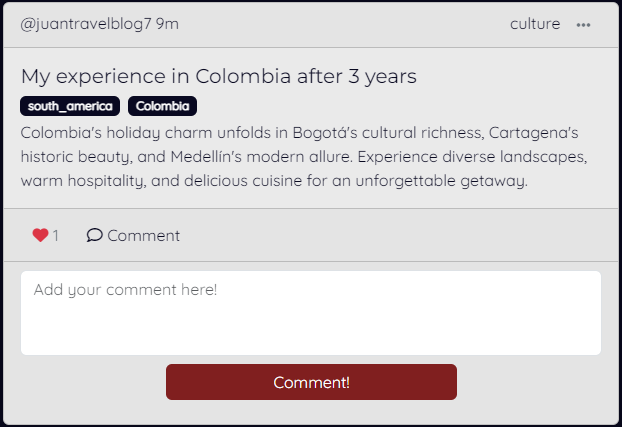 @juantravelblog7 9m culture ...
My experience in Colombia after 3 years
south_america Colombia
Colombia's holiday charm unfolds in Bogotá's cultural richness, Cartagena's
historic beauty, and Medellín's modern allure. Experience diverse landscapes,
warm hospitality, and delicious cuisine for an unforgettable getaway.
1 Comment
Add your comment here!
Comment!